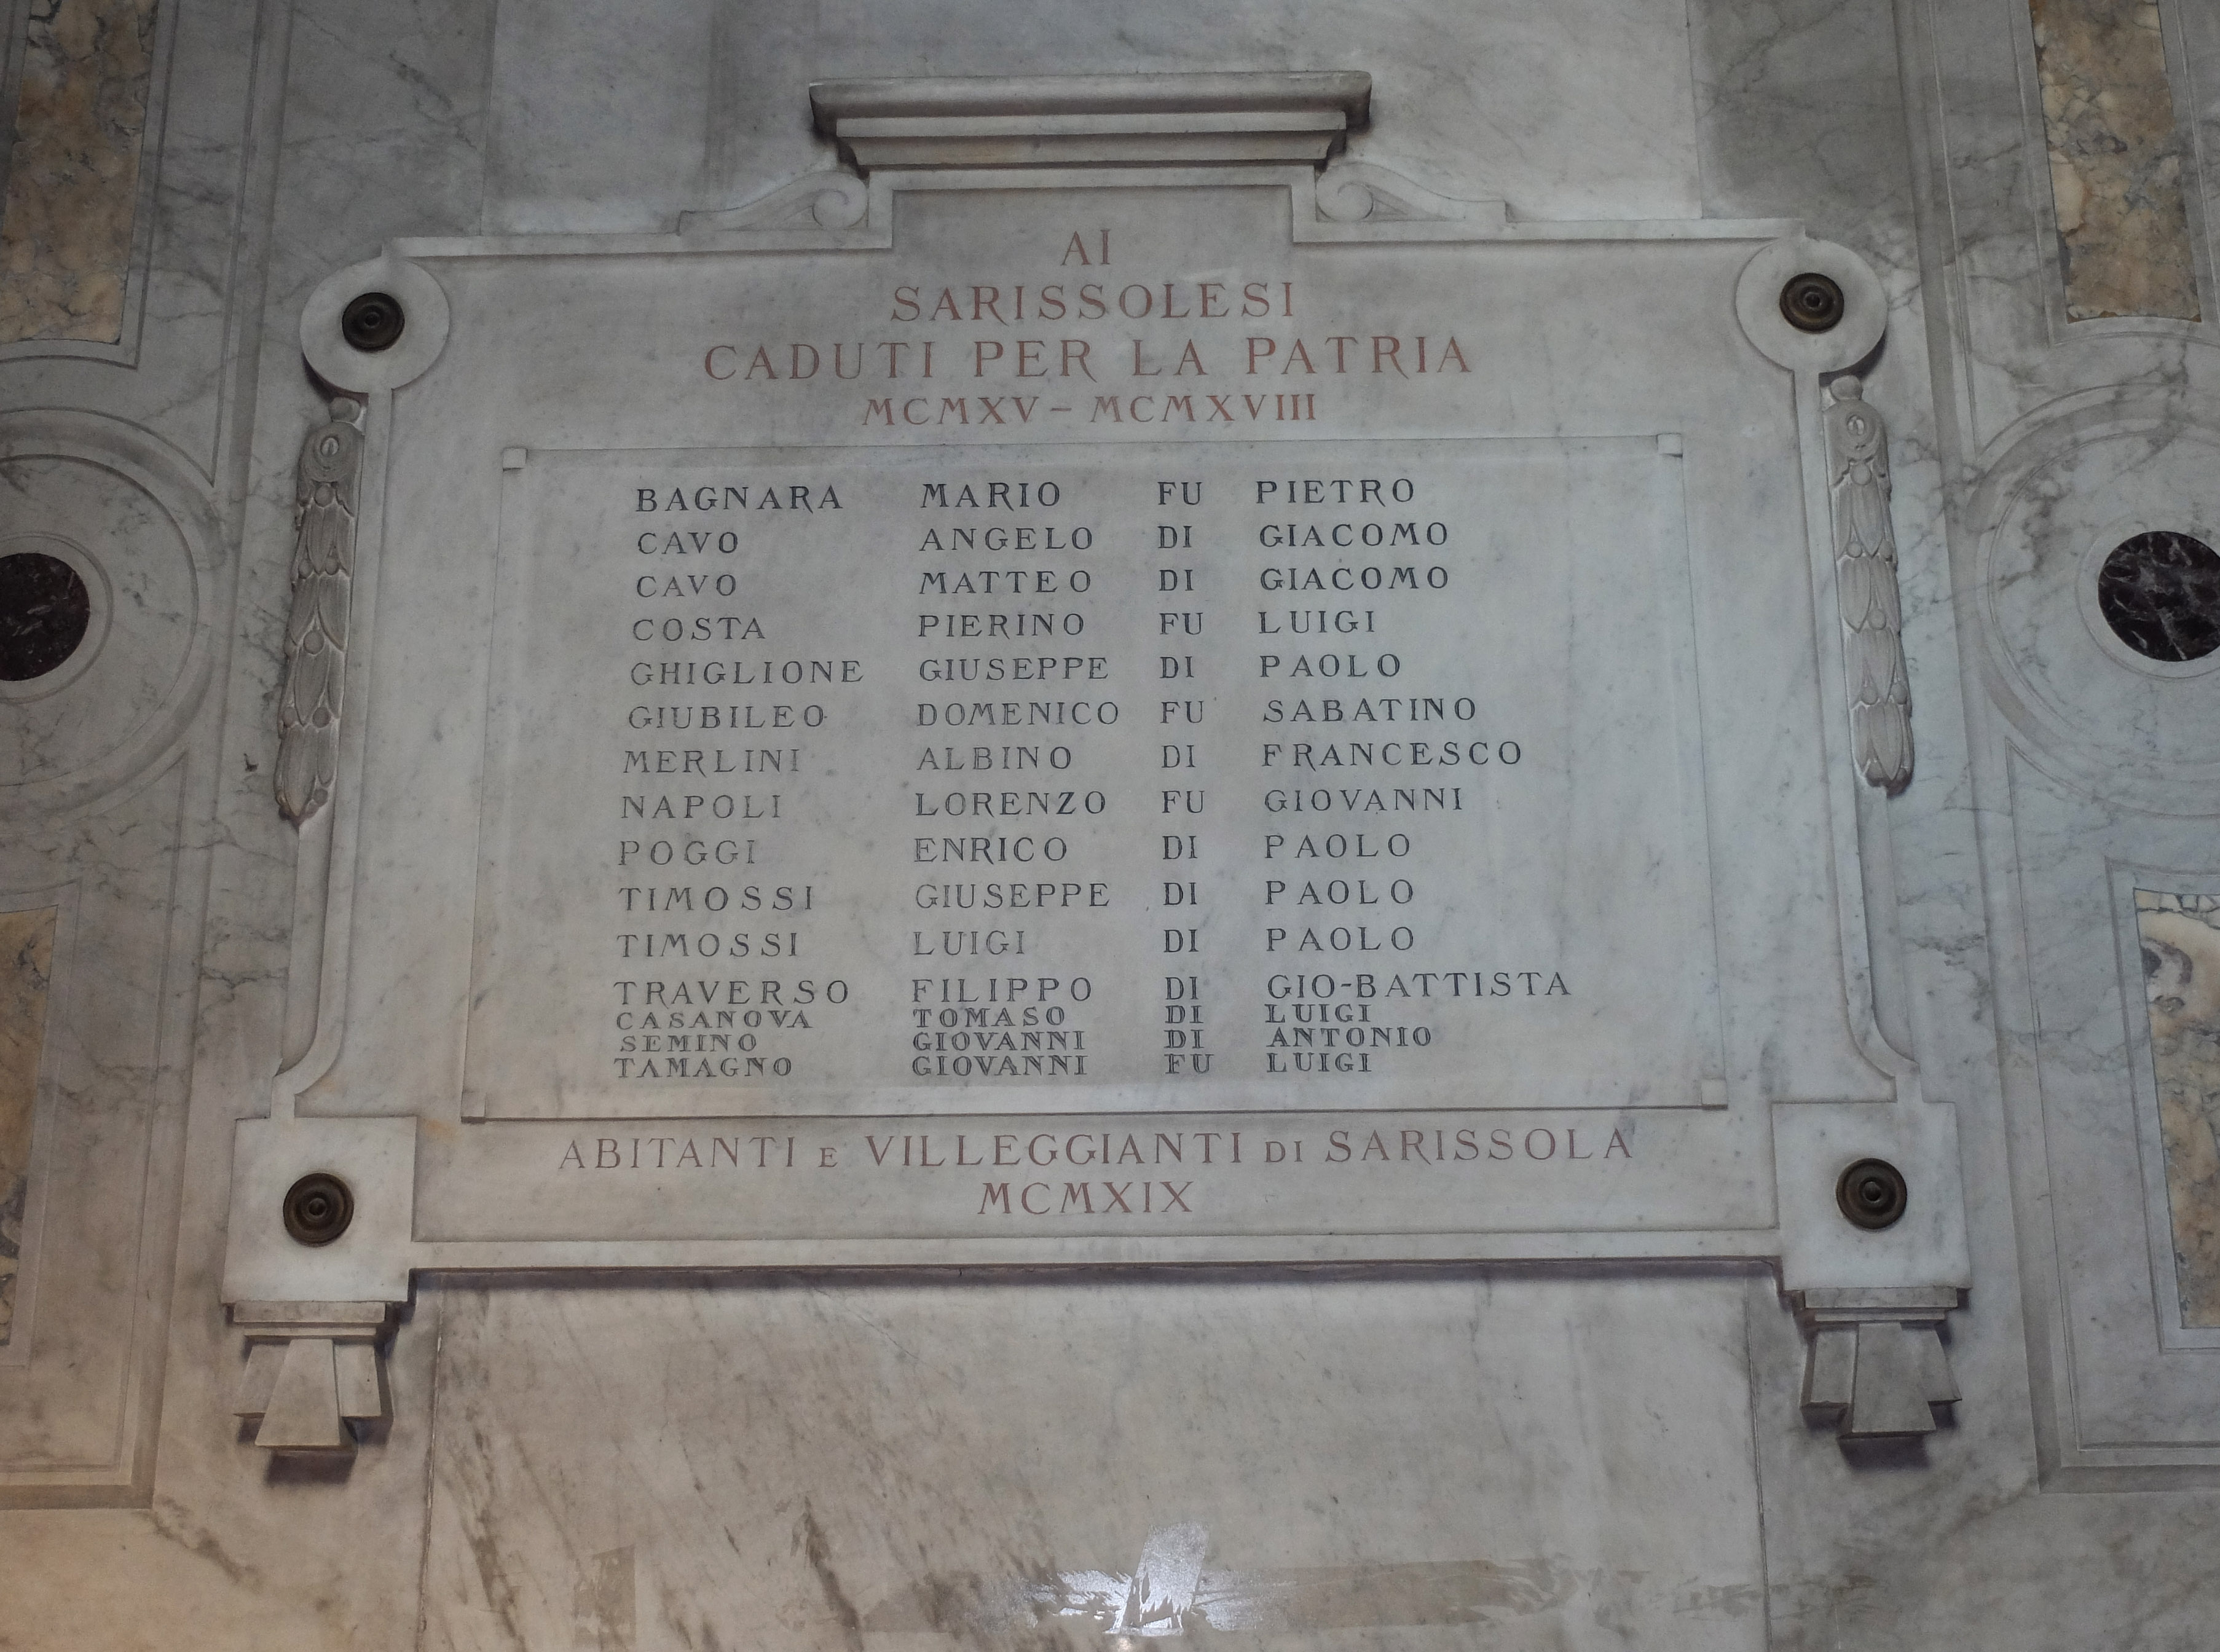 AI
SARISSOLESI
CADUTI PER LA PATRIA
MCMXV – MCMXVIII
BAGNARA MARIO FU PIETRO
CAVO ANGELO DI GIACOMO
CAVO MATTEO DI GIACOMO
COSTA PIERINO FU LUIGI
GHIGLIONE GIUSEPPE DI PAOLO
GIUBILEO DOMENICO FU SABATINO
MERLINI ALBINO DI FRANCESCO
NAPOLI LORENZO FU GIOVANNI
POGGI ENRICO DI PAOLO
TIMOSSI GIUSEPPE DI PAOLO
TIMOSSI LUIGI DI PAOLO
TRAVERSO FILIPPO DI GIO-BATTISTA
CASANOVA TOMASO DI LUIGI
SEMINO GIOVANNI DI ANTONIO
TAMAGNO GIOVANNI FU LUIGI
ABITANTI E VILLEGGIANTI DI SARISSOLA
MCMXIX